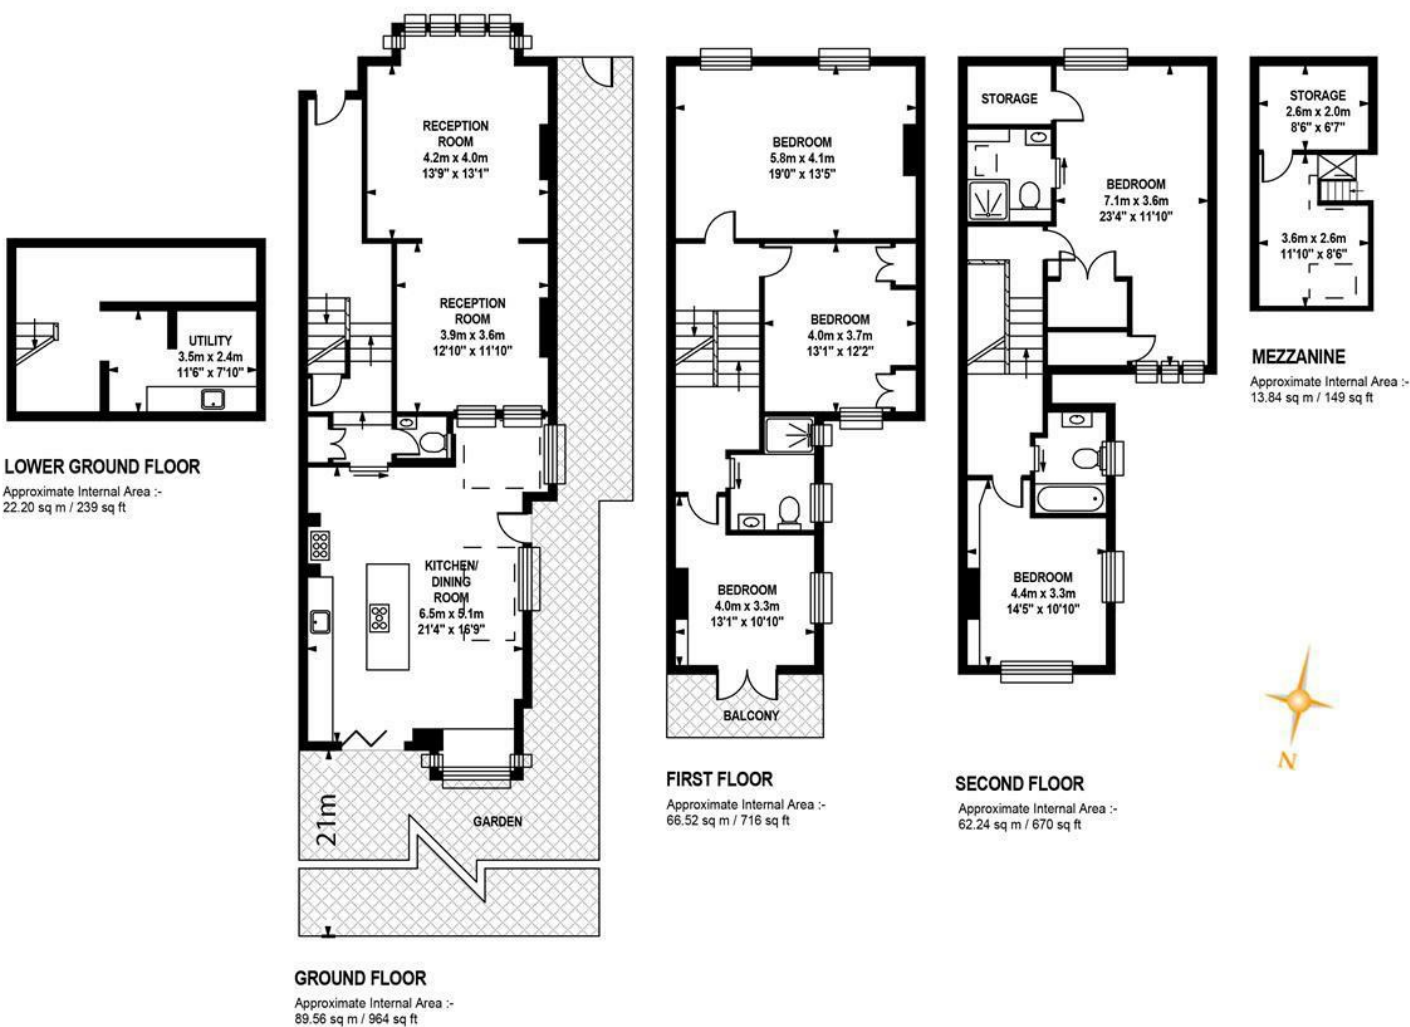 UTILITY
3.5m x 2.4m
11'6" x 7'10"
LOWER GROUND FLOOR
Approximate Internal Area :-
22.20 sq m / 239 sq ft
RECEPTION
ROOM
4.2m x 4.0m
13'9" x 13'1"
RECEPTION
ROOM
3.9m x 3.6m
12'10" x 11'10"
KITCHEN/
DINING
ROOM
6.5m x 5.1m
21'4" x 16'9"
21m
GARDEN
GROUND FLOOR
Approximate Internal Area :-
89.56 sq m / 964 sq ft
BEDROOM
5.8m x 4.1m
19'0" x 13'5"
BEDROOM
4.0m x 3.7m
13'1" x 12'2"
BEDROOM
4.0m x 3.3m
13'1" x 10'10"
BALCONY
FIRST FLOOR
Approximate Internal Area :-
66.52 sq m / 716 sq ft
STORAGE
BEDROOM
7.1m x 3.6m
23'4" x 11'10"
BEDROOM
4.4m x 3.3m
14'5" x 10'10"
SECOND FLOOR
Approximate Internal Area :-
62.24 sq m / 670 sq ft
STORAGE
2.6m x 2.0m
8'6" x 6'7"
3.6m x 2.6m
11'10" x 8'6"
MEZZANINE
Approximate Internal Area :-
13.84 sq m / 149 sq ft
N